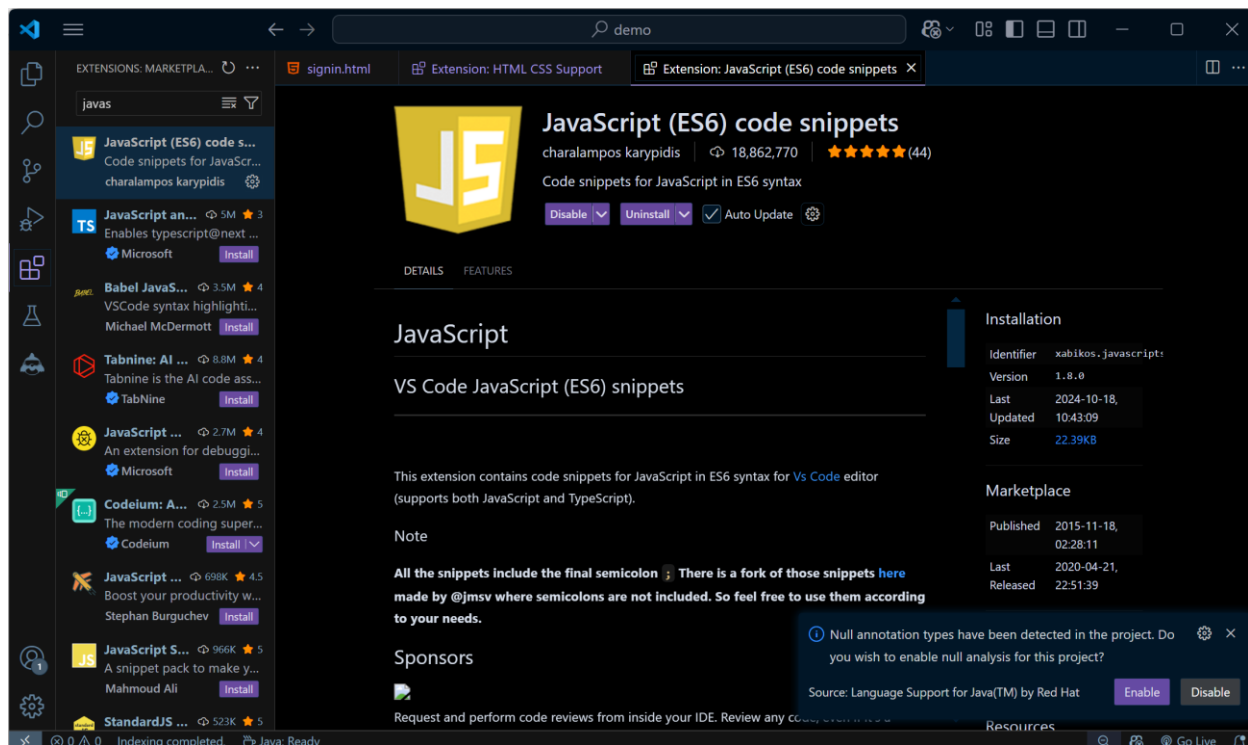 demo
EXTENSIONS: MARKETPLA...
javas
JavaScript (ES6) code s...
Code snippets for JavaScr...
charalampos karypidis
TS
JavaScript an... 5M 3
Enables typescript@next ...
Microsoft Install
BABEL
Babel JavaS... 3.5M 4
VSCode syntax highlighti...
Michael McDermott Install
Tabnine: AI ... 8.8M 4
Tabnine is the AI code ass...
TabNine Install
JavaScript ... 2.7M 4
An extension for debuggi...
Microsoft Install
{...}
Codeium: A... 2.5M 5
The modern coding super...
Codeium Install
JavaScript ... 698K 4.5
Boost your productivity w...
Stephan Burguchev Install
JS
JavaScript S... 966K 5
A snippet pack to make y...
Mahmoud Ali Install
StandardJS ... 523K 5
1
signin.html Extension: HTML CSS Support Extension: JavaScript (ES6) code snippets
JS
JavaScript (ES6) code snippets
charalampos karypidis 18,862,770 (44)
Code snippets for JavaScript in ES6 syntax
Disable Uninstall Auto Update
DETAILS FEATURES
JavaScript
VS Code JavaScript (ES6) snippets
This extension contains code snippets for JavaScript in ES6 syntax for Vs Code editor
(supports both JavaScript and TypeScript).
Note
All the snippets include the final semicolon ; There is a fork of those snippets here
made by @jmsv where semicolons are not included. So feel free to use them according
to your needs.
Sponsors
Request and perform code reviews from inside your IDE. Review any code, even if it's a
Installation
Identifier xabikos.javascripts
Version 1.8.0
Last Updated 2024-10-18, 10:43:09
Size 22.39KB
Marketplace
Published 2015-11-18, 02:28:11
Last Released 2020-04-21, 22:51:39
Null annotation types have been detected in the project. Do
you wish to enable null analysis for this project?
Source: Language Support for Java(TM) by Red Hat Enable Disable
Resources
0 0 Indexing completed. Java: Ready Go Live